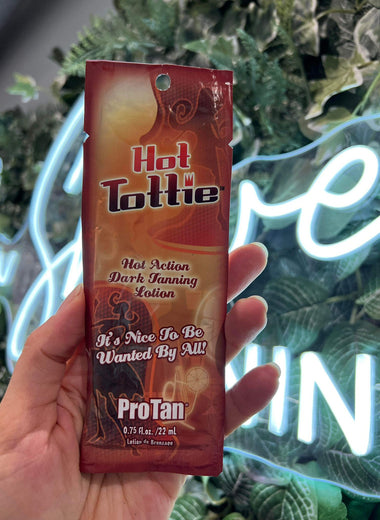 Hot
Tottie™
Hot Action
Dark Tanning
Lotion
It's Nice To Be
Wanted By All!
ProTan®
0.75 fl.oz. /22 mL
Lotion de Bronzage